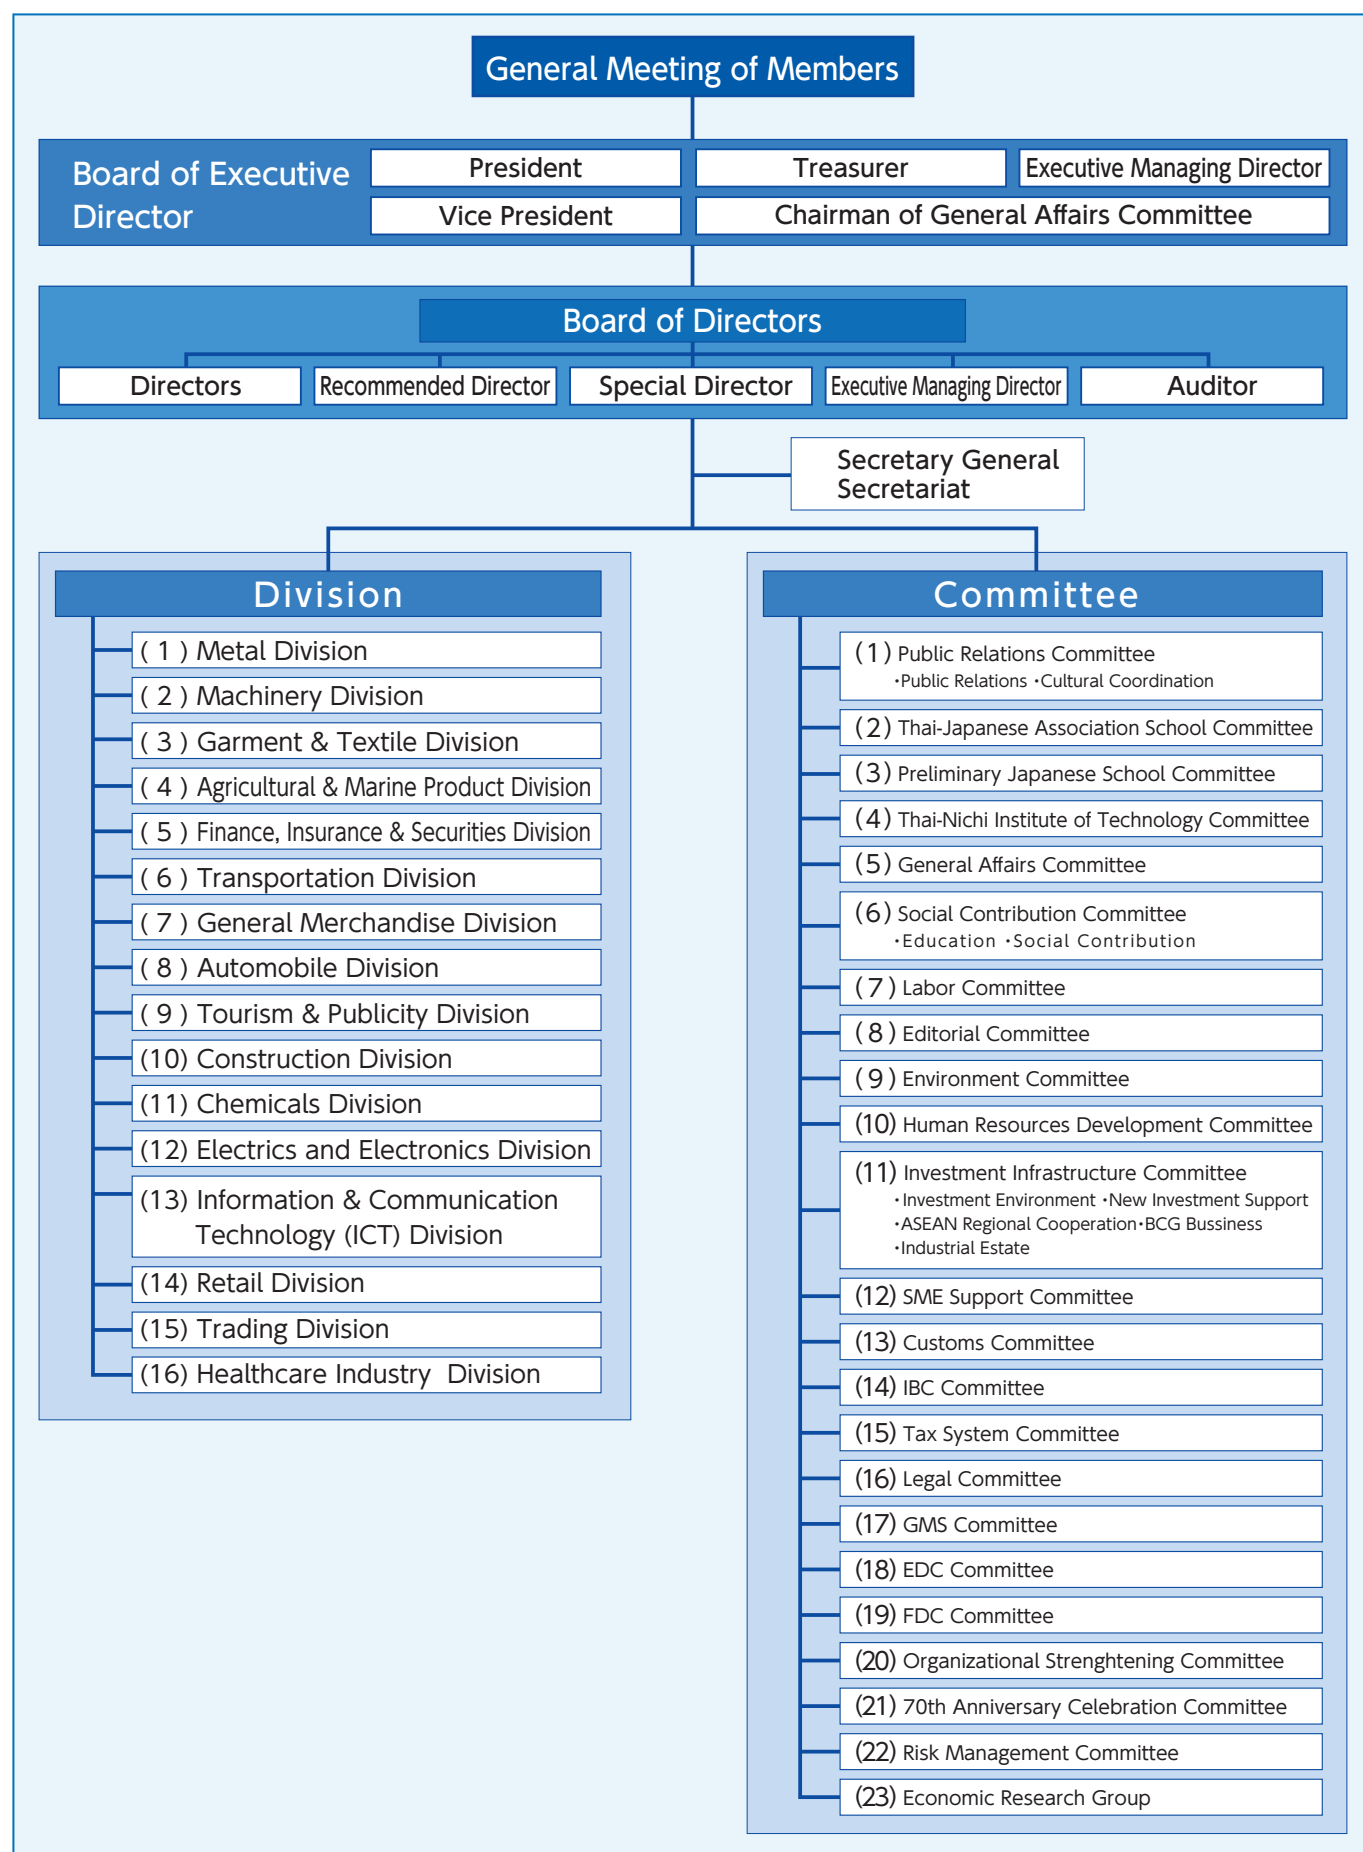 General Meeting of Members
Board of Executive
Director
President
Treasurer
Executive Managing Director
Vice President
Chairman of General Affairs Committee
Board of Directors
Directors
Recommended Director
Special Director
Executive Managing Director
Auditor
Secretary General
Secretariat
Division
( 1 ) Metal Division
( 2 ) Machinery Division
( 3 ) Garment & Textile Division
( 4 ) Agricultural & Marine Product Division
( 5 ) Finance, Insurance & Securities Division
( 6 ) Transportation Division
( 7 ) General Merchandise Division
( 8 ) Automobile Division
( 9 ) Tourism & Publicity Division
(10) Construction Division
(11) Chemicals Division
(12) Electrics and Electronics Division
(13) Information & Communication
Technology (ICT) Division
(14) Retail Division
(15) Trading Division
(16) Healthcare Industry Division
Committee
(1) Public Relations Committee
・Public Relations ・Cultural Coordination
(2) Thai-Japanese Association School Committee
(3) Preliminary Japanese School Committee
(4) Thai-Nichi Institute of Technology Committee
(5) General Affairs Committee
(6) Social Contribution Committee
・Education ・Social Contribution
( 7 ) Labor Committee
( 8 ) Editorial Committee
( 9 ) Environment Committee
(10) Human Resources Development Committee
(11) Investment Infrastructure Committee
・Investment Environment ・New Investment Support
・ASEAN Regional Cooperation・BCG Bussiness
・Industrial Estate
(12) SME Support Committee
(13) Customs Committee
(14) IBC Committee
(15) Tax System Committee
(16) Legal Committee
(17) GMS Committee
(18) EDC Committee
(19) FDC Committee
(20) Organizational Strenghtening Committee
(21) 70th Anniversary Celebration Committee
(22) Risk Management Committee
(23) Economic Research Group